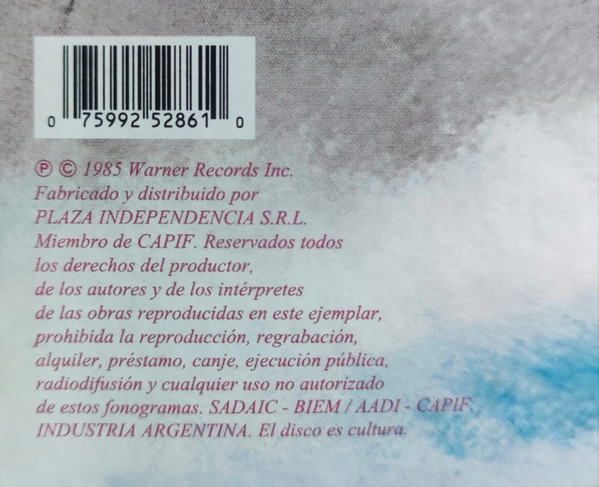 0 75992 52861 0
Ⓟ © 1985 Warner Records Inc.
Fabricado y distribuido por
PLAZA INDEPENDENCIA S.R.L.
Miembro de CAPIF. Reservados todos
los derechos del productor,
de los autores y de los intérpretes
de las obras reproducidas en este ejemplar,
prohibida la reproducción, regrabación,
alquiler, préstamo, canje, ejecución pública,
radiodifusión y cualquier uso no autorizado
de estos fonogramas. SADAIC - BIEM / AADI - CAPIF.
INDUSTRIA ARGENTINA. El disco es cultura.